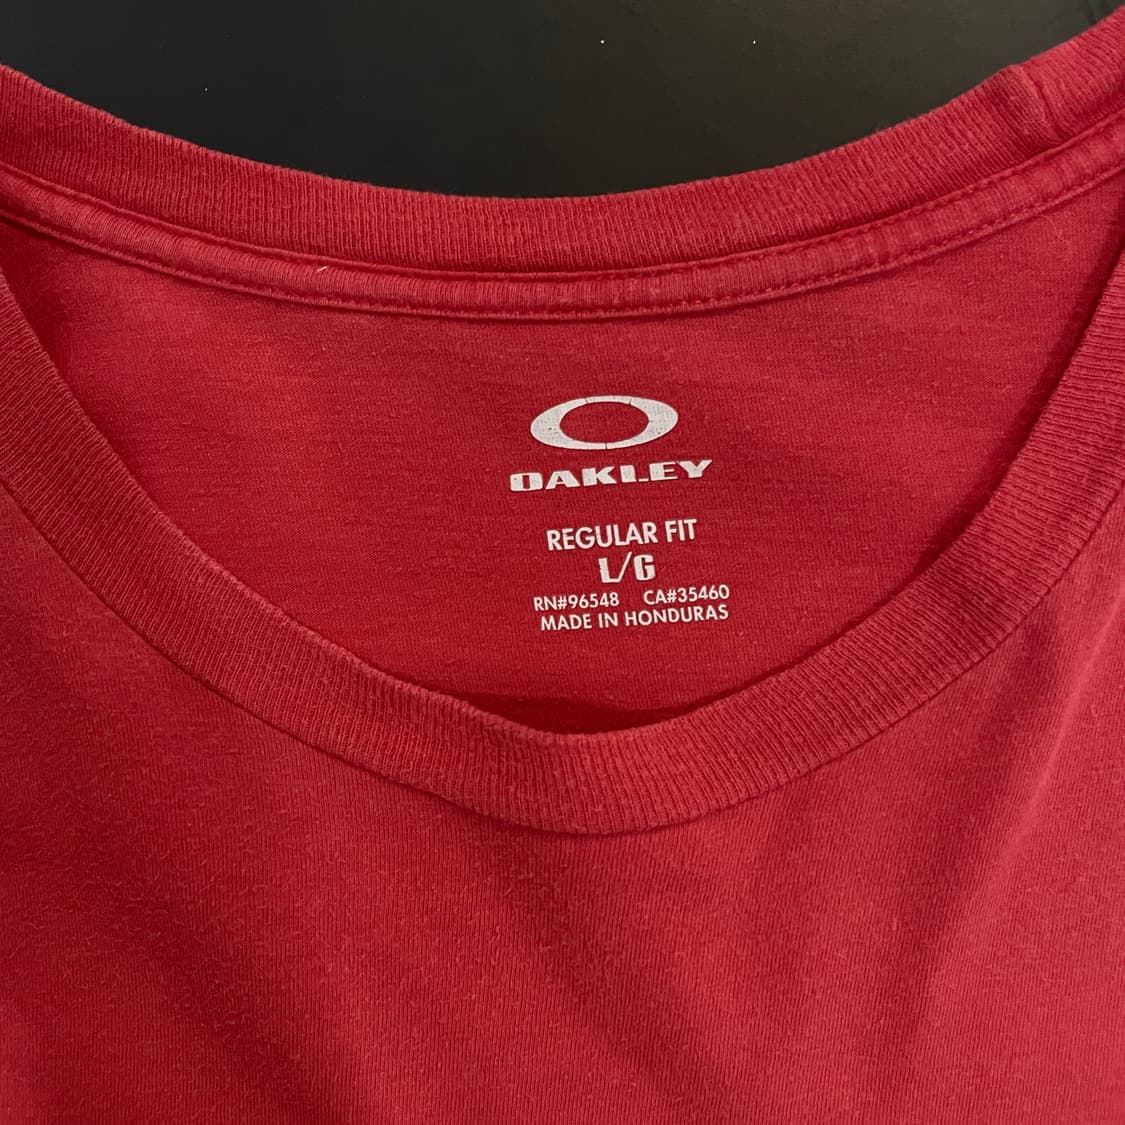 OAKLEY
REGULAR FIT
L/G
RN#96548 CA#35460
MADE IN HONDURAS